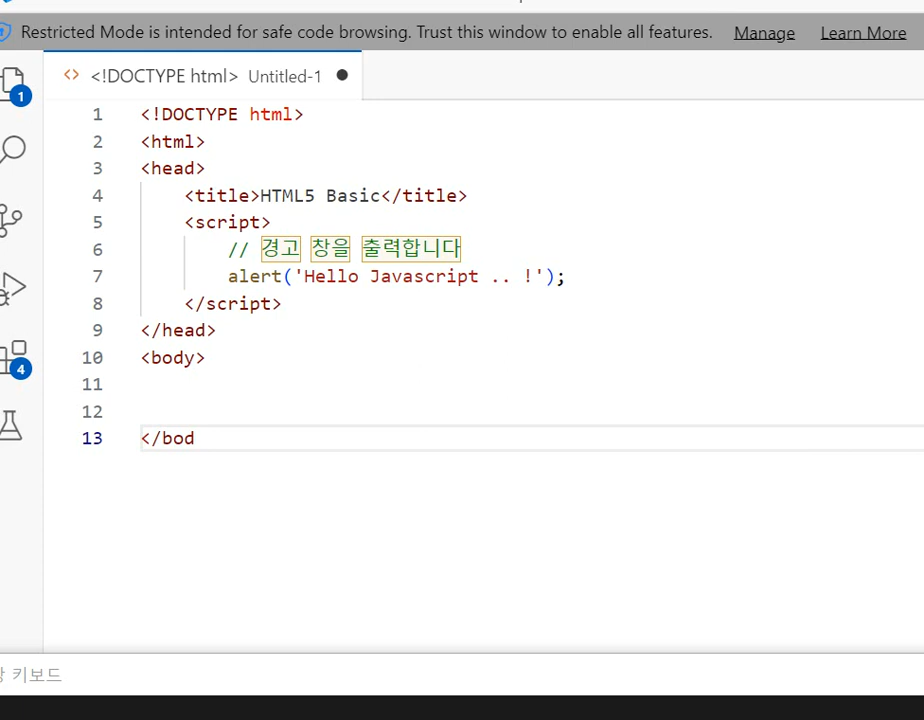 Restricted Mode is intended for safe code browsing. Trust this window to enable all features. Manage Learn More
<!DOCTYPE html> Untitled-1
1
4
1 <!DOCTYPE html>
2 <html>
3 <head>
4 <title>HTML5 Basic</title>
5 <script>
6 // 경고 창을 출력합니다
7 alert('Hello Javascript .. !');
8 </script>
9 </head>
10 <body>
11
12
13 </bod
키보드